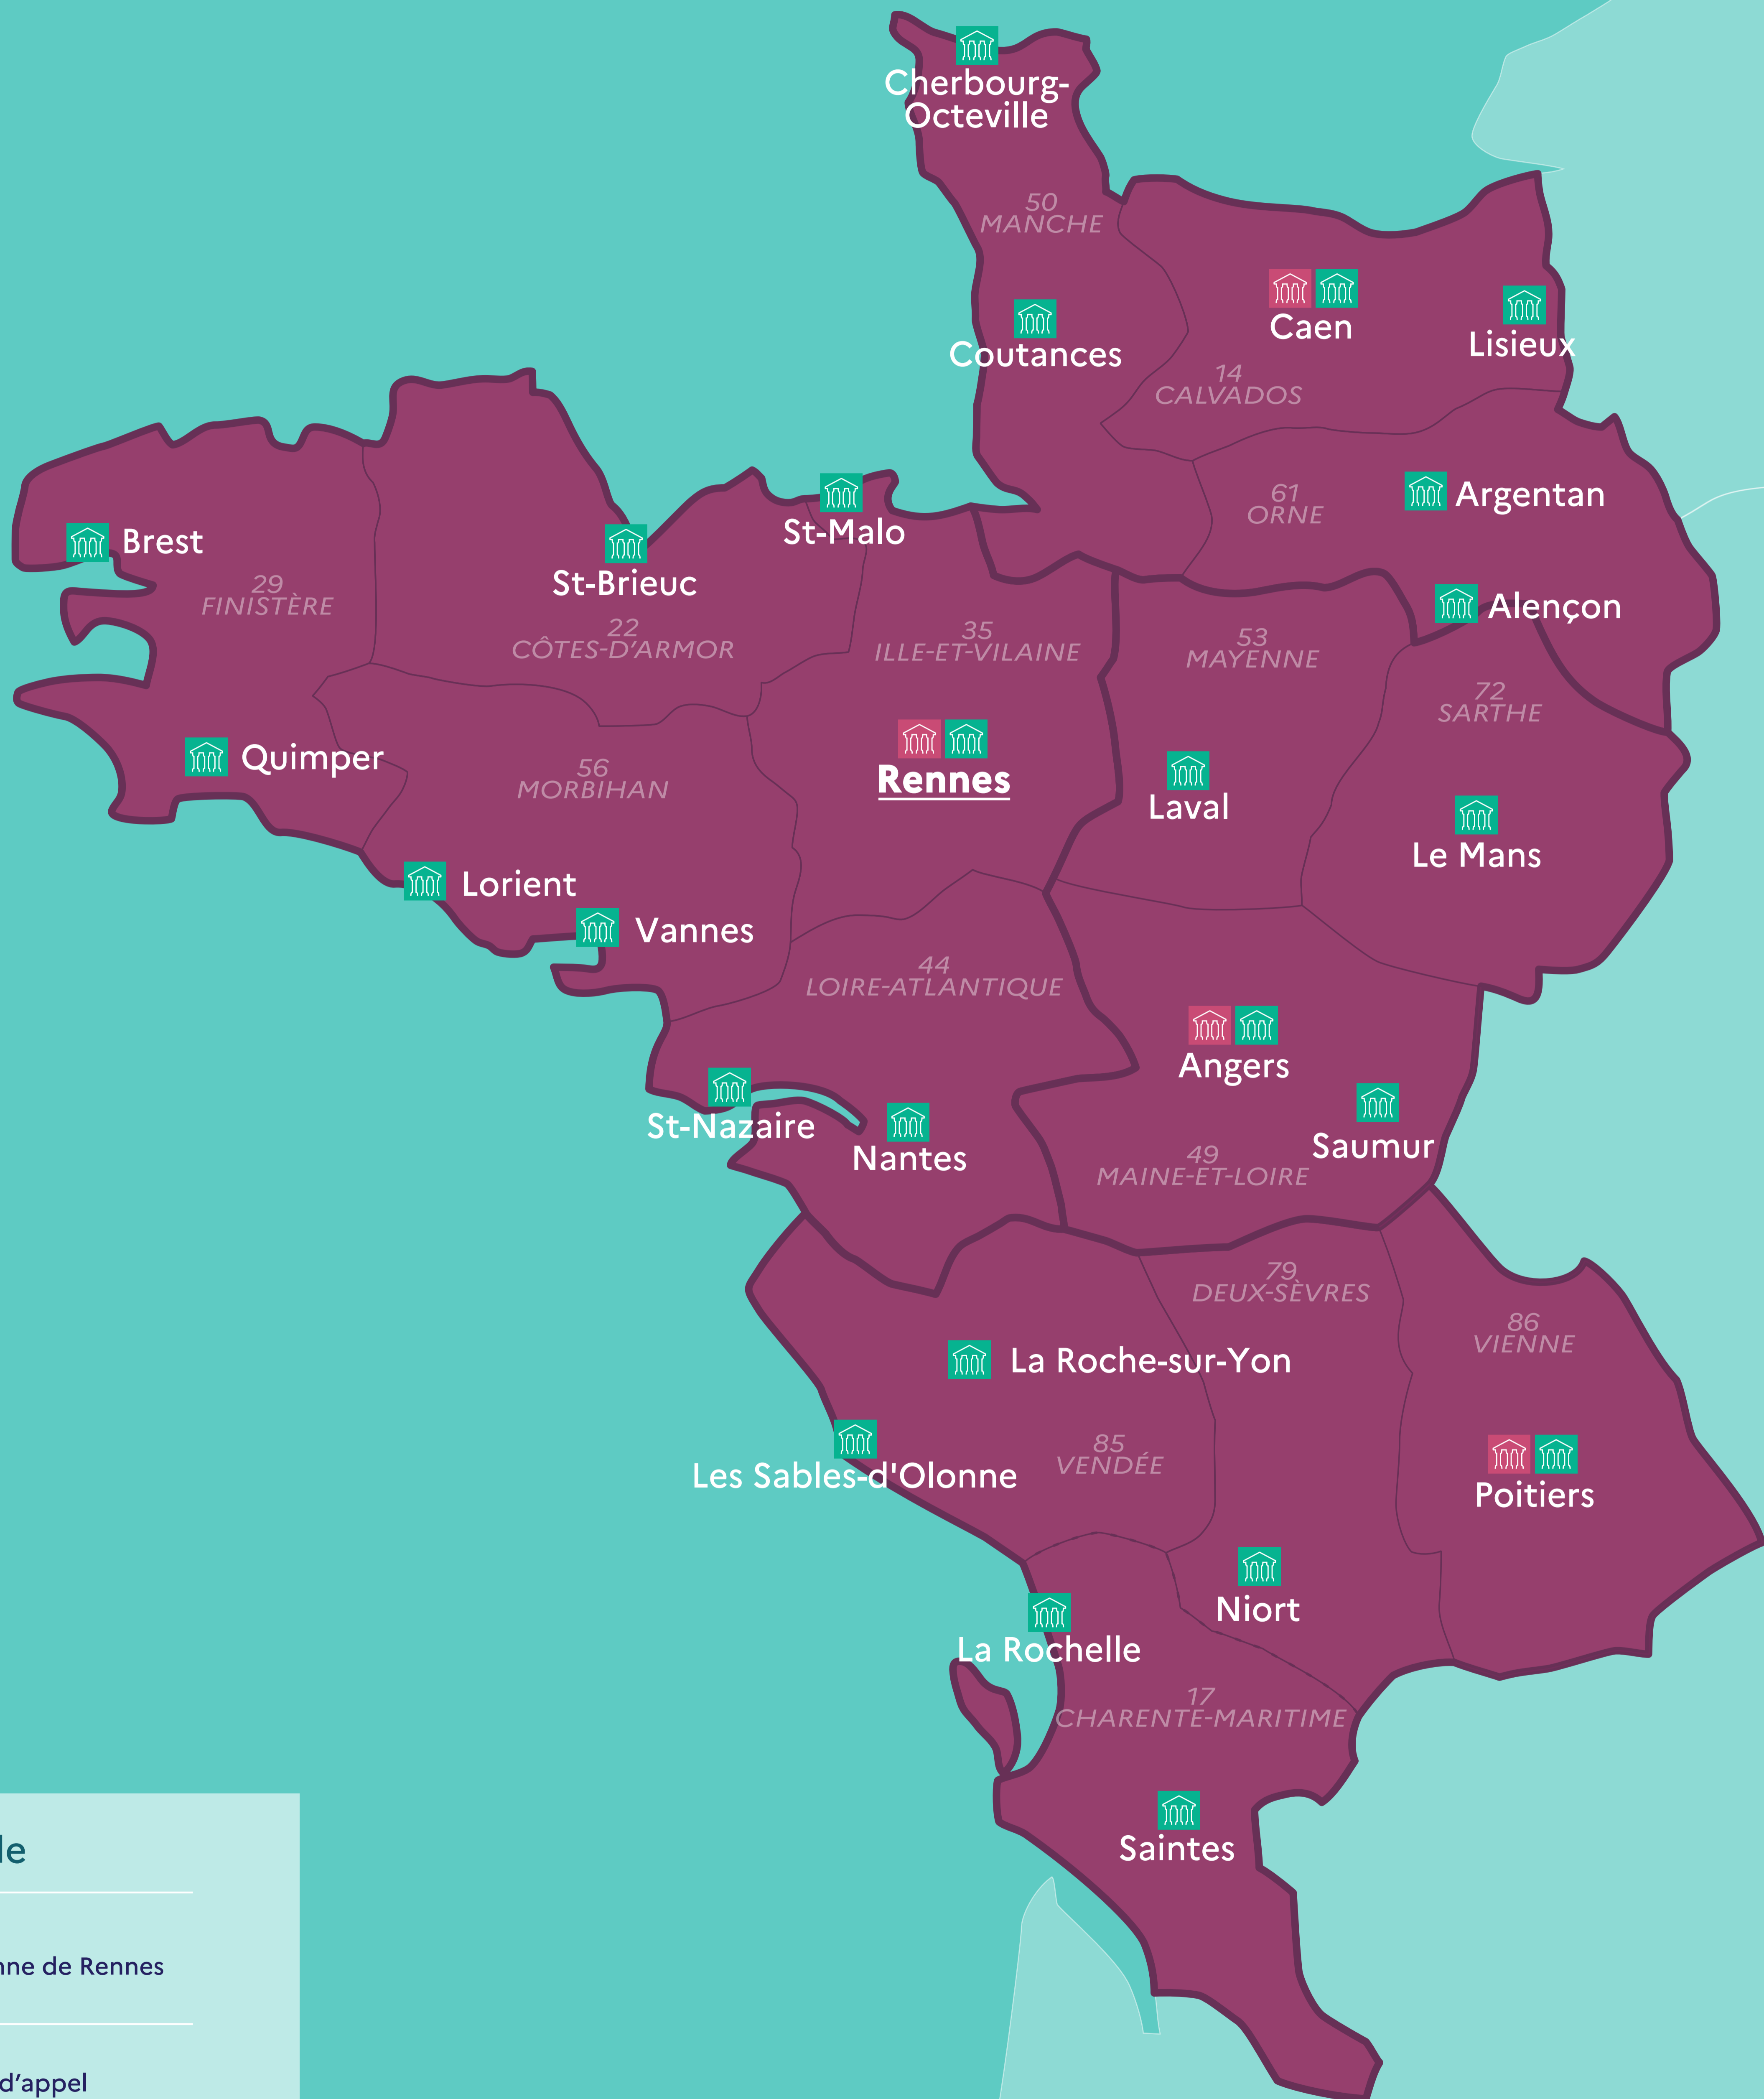 Cherbourg-
Octeville
50
MANCHE
Caen
Lisieux
Coutances
14
CALVADOS
61
ORNE
Argentan
St-Malo
Brest
St-Brieuc
29
FINISTÈRE
22
CÔTES-D'ARMOR
35
ILLE-ET-VILAINE
53
MAYENNE
Alençon
72
SARTHE
Quimper
56
MORBIHAN
Rennes
Laval
Le Mans
Lorient
Vannes
44
LOIRE-ATLANTIQUE
Angers
St-Nazaire
Nantes
Saumur
49
MAINE-ET-LOIRE
79
DEUX-SÈVRES
86
VIENNE
La Roche-sur-Yon
85
VENDÉE
Les Sables-d'Olonne
Poitiers
Niort
La Rochelle
17
CHARENTE-MARITIME
Saintes
de Rennes
d'appel